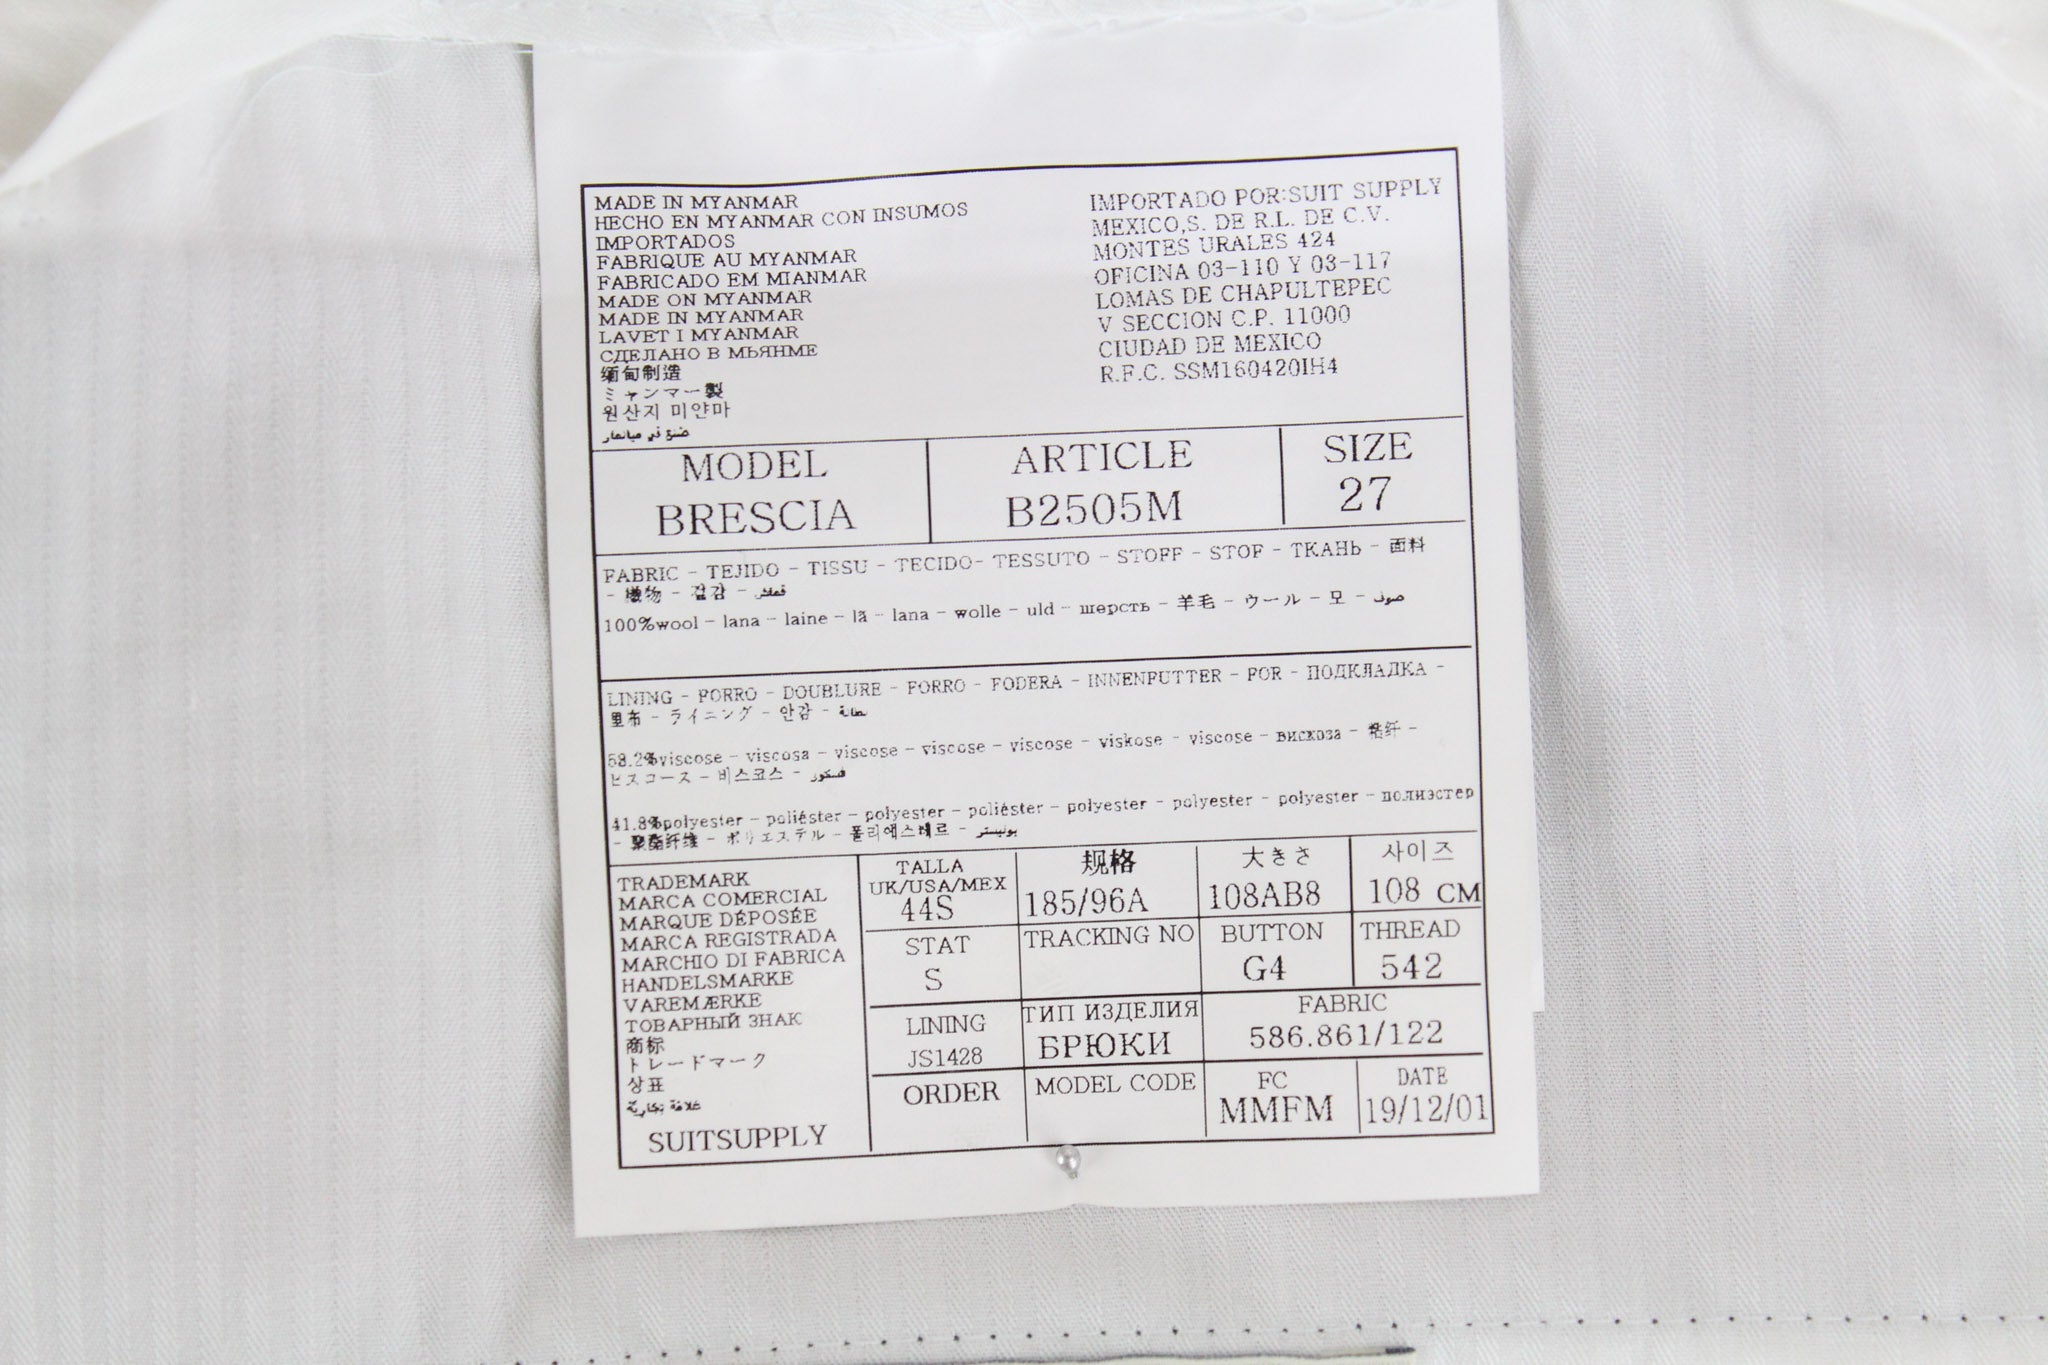 MADE IN MYANMAR
HECHO EN MYANMAR CON INSUMOS
IMPORTADOS
FABRIQUE AU MYANMAR
FABRICADO EM MIANMAR
MADE ON MYANMAR
MADE IN MYANMAR
LAVET I MYANMAR
СДЕЛАНО В МЬЯНМЕ
缅甸制造
ミャンマー製
원산지 미얀마
صنع في ميانمار
IMPORTADO POR:SUIT SUPPLY
MEXICO,S. DE R.L. DE C.V.
MONTES URALES 424
OFICINA 03-110 Y 03-117
LOMAS DE CHAPULTEPEC
V SECCION C.P. 11000
CIUDAD DE MEXICO
R.F.C. SSM160420IH4
MODEL
BRESCIA
ARTICLE
B2505M
SIZE
27
FABRIC - TEJIDO - TISSU - TECIDO- TESSUTO - STOFF - STOF - ТКАНЬ - 面料
- 織物 - 겉감 - قماش
100%wool - lana - laine - lã - lana - wolle - uld - шерсть - 羊毛 - ウール - 모 - صوف
LINING - FORRO - DOUBLURE - FORRO - FODERA - INNENFUTTER - FOR - ПОДКЛАДКА -
里布 - ライニング - 안감 - بطانة
58.2%viscose - viscosa - viscose - viscose - viscose - viskose - viscose - вискоза - 粘纤 -
ビスコース - 비스코스 - فسكوز
41.8%polyester - poliéster - polyester - poliéster - polyester - polyester - polyester - полиэстер
- 聚酯纤维 - ポリエステル - 폴리에스테르 - بوليستر
TRADEMARK
MARCA COMERCIAL
MARQUE DÉPOSÉE
MARCA REGISTRADA
MARCHIO DI FABRICA
HANDELSMARKE
VAREMÆRKE
ТОВАРНЫЙ ЗНАК
商标
トレードマーク
상표
علامة تجارية
SUITSUPPLY
TALLA
UK/USA/MEX
44S
规格
185/96A
大きさ
108AB8
사이즈
108 CM
STAT
S
TRACKING NO
BUTTON
G4
THREAD
542
LINING
JS1428
ТИП ИЗДЕЛИЯ
БРЮКИ
FABRIC
586.861/122
ORDER
MODEL CODE
FC
MMFM
DATE
19/12/01